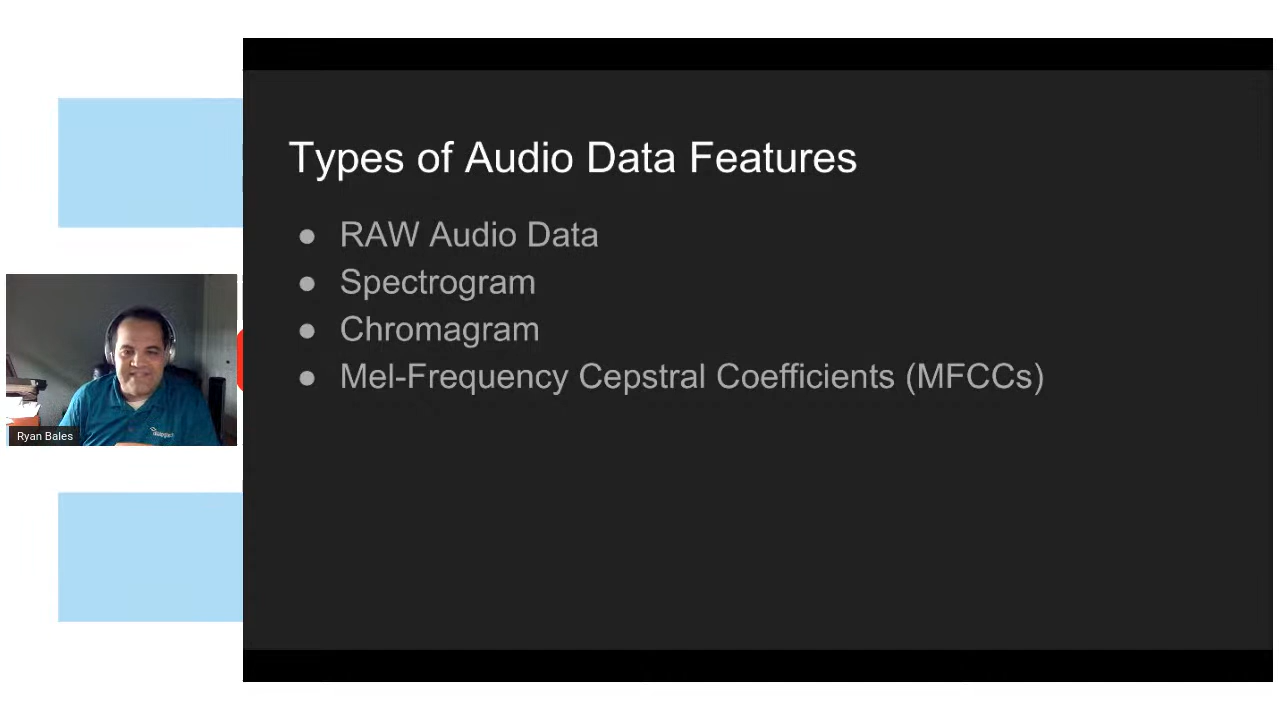 Types of Audio Data Features
● RAW Audio Data
● Spectrogram
● Chromagram
● Mel-Frequency Cepstral Coefficients (MFCCs)
Ryan Bales